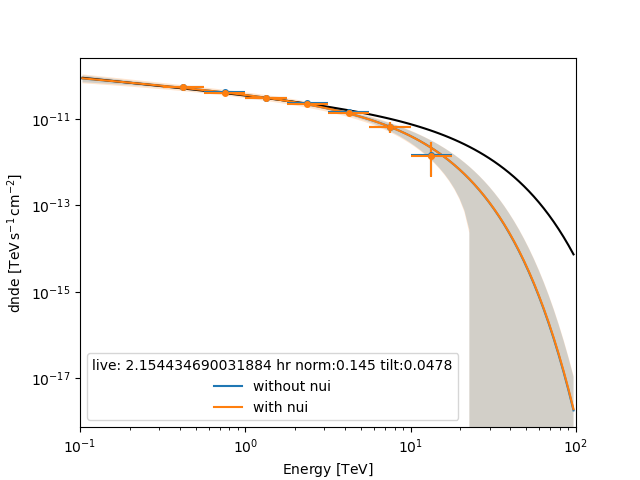 10⁻¹¹
10⁻¹³
10⁻¹⁵
10⁻¹⁷
dnde [TeV s⁻¹ cm⁻²]
live: 2.154434690031884 hr norm:0.145 tilt:0.0478
without nui
with nui
10⁻¹ 10⁰ 10¹ 10²
Energy [TeV]